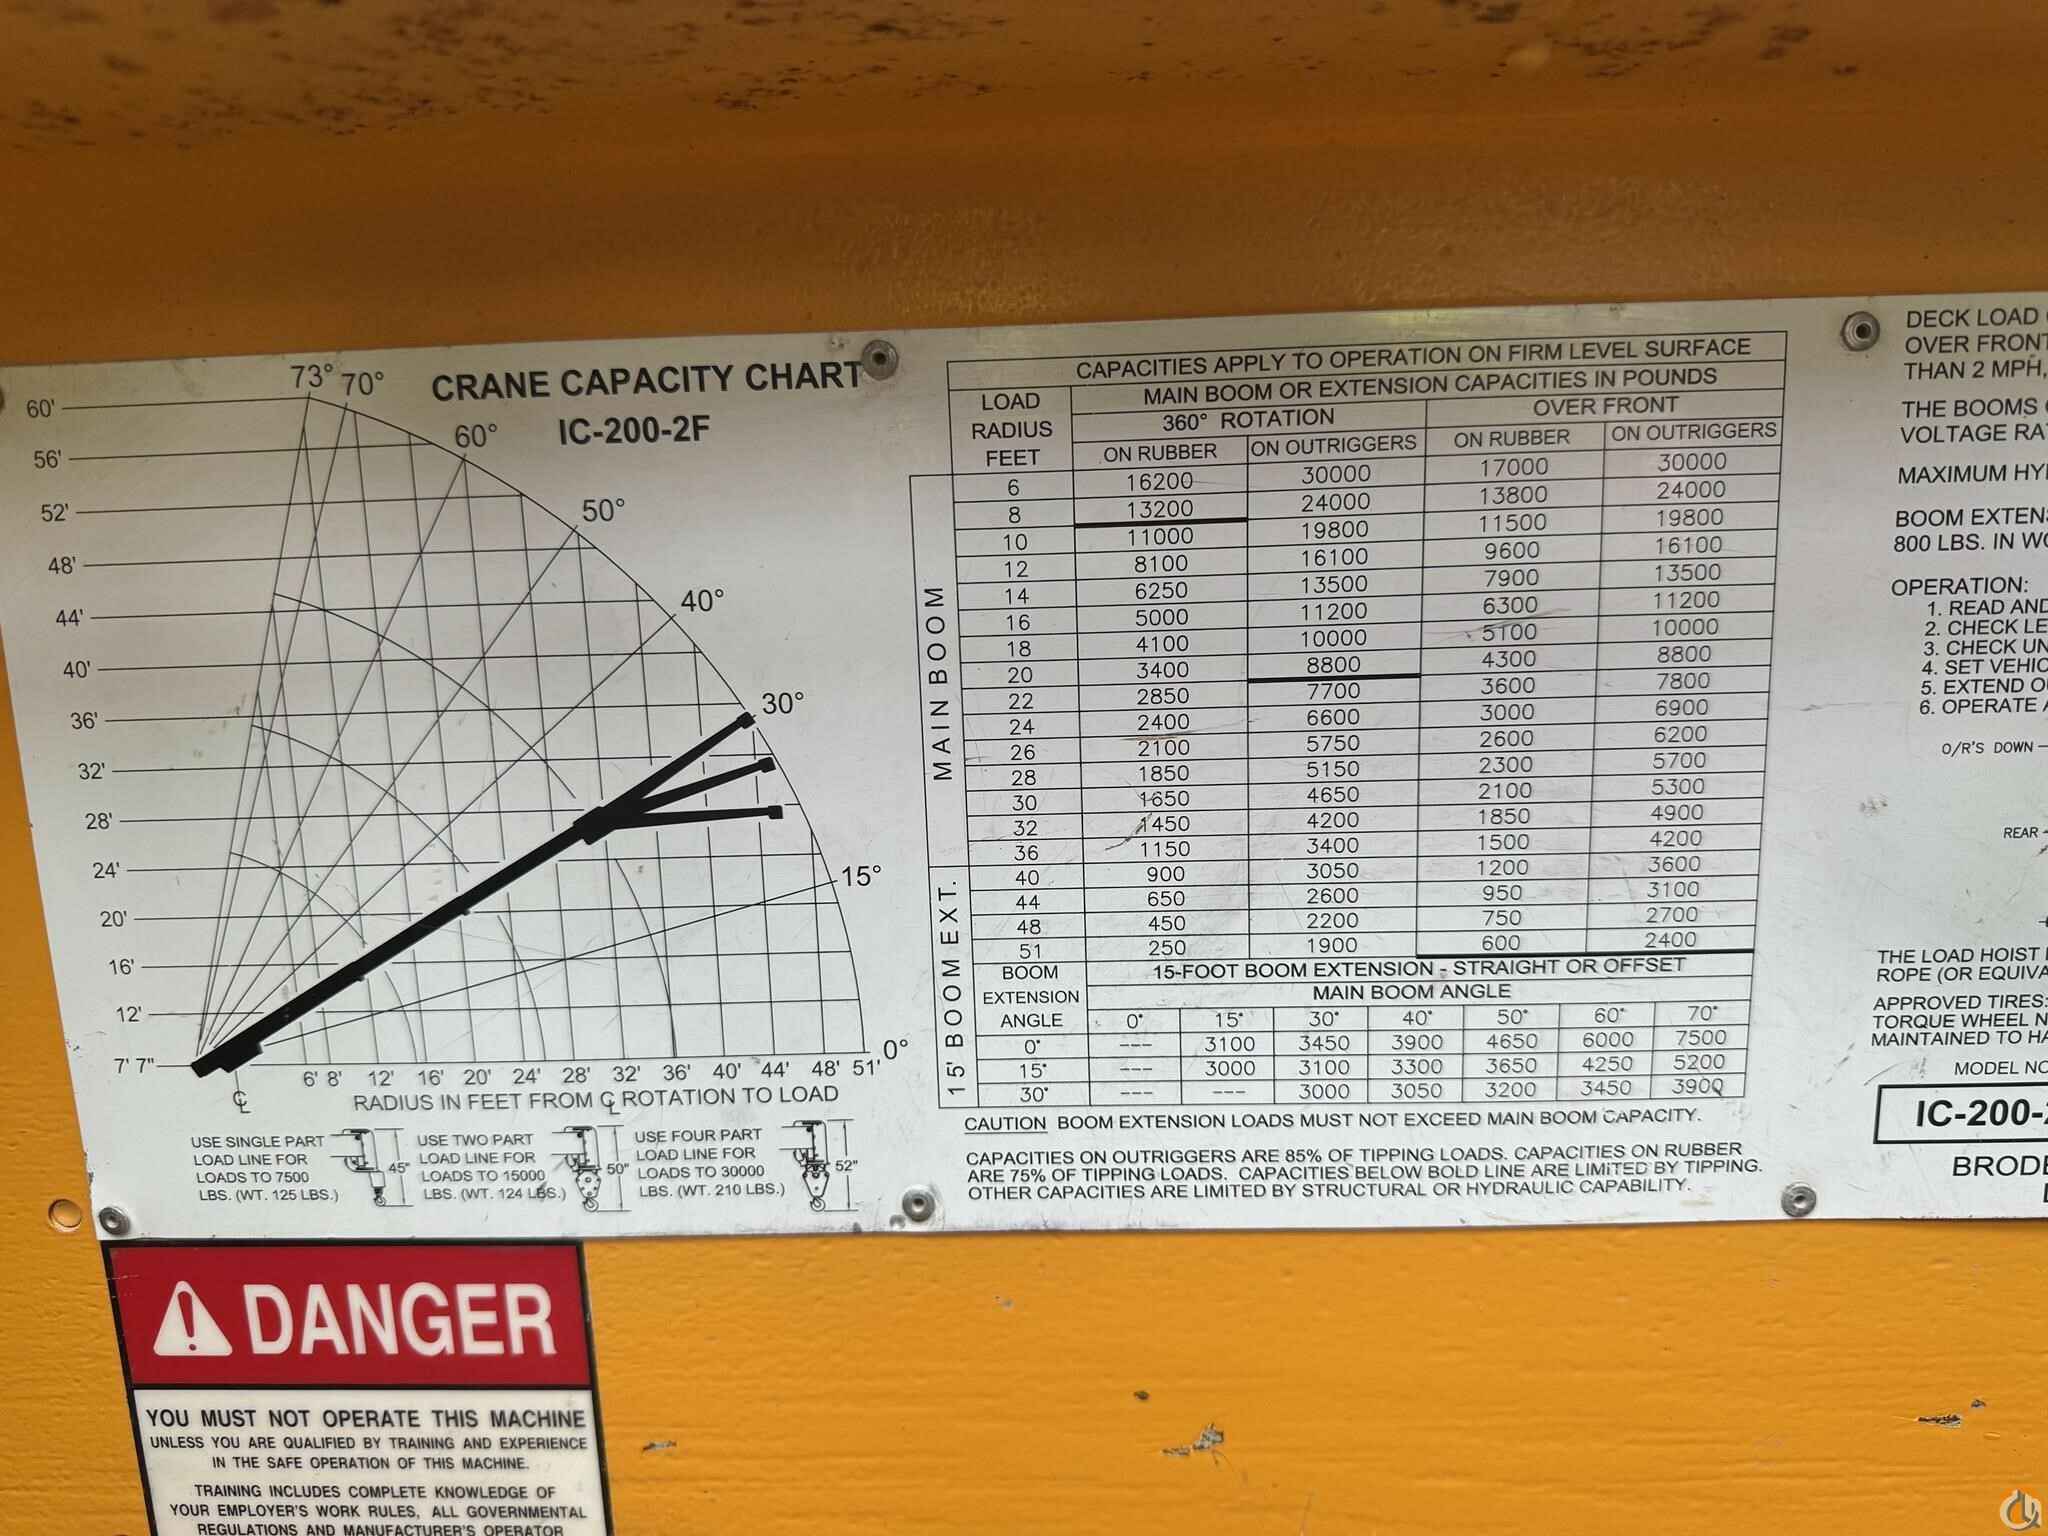 CRANE CAPACITY CHART
IC-200-2F
73° 70°
60°
50°
40°
30°
15°
0°
60'
56'
52'
48'
44'
40'
36'
32'
28'
24'
20'
16'
12'
7' 7"
6' 8' 12' 16' 20' 24' 28' 32' 36' 40' 44' 48' 51'
RADIUS IN FEET FROM ℄ ROTATION TO LOAD
℄
USE SINGLE PART
LOAD LINE FOR
LOADS TO 7500
LBS. (WT. 125 LBS.)
45"
USE TWO PART
LOAD LINE FOR
LOADS TO 15000
LBS. (WT. 124 LBS.)
50"
USE FOUR PART
LOAD LINE FOR
LOADS TO 30000
LBS. (WT. 210 LBS.)
52"
CAPACITIES APPLY TO OPERATION ON FIRM LEVEL SURFACE
LOAD RADIUS FEET
MAIN BOOM OR EXTENSION CAPACITIES IN POUNDS
360° ROTATION OVER FRONT
ON RUBBER ON OUTRIGGERS ON RUBBER ON OUTRIGGERS
MAIN BOOM
6 16200 30000 17000 30000
8 13200 24000 13800 24000
10 11000 19800 11500 19800
12 8100 16100 9600 16100
14 6250 13500 7900 13500
16 5000 11200 6300 11200
18 4100 10000 5100 10000
20 3400 8800 4300 8800
22 2850 7700 3600 7800
24 2400 6600 3000 6900
26 2100 5750 2600 6200
28 1850 5150 2300 5700
30 1650 4650 2100 5300
32 1450 4200 1850 4900
36 1150 3400 1500 4200
15' BOOM EXT.
40 900 3050 1200 3600
44 650 2600 950 3100
48 450 2200 750 2700
51 250 1900 600 2400
BOOM EXTENSION ANGLE
15-FOOT BOOM EXTENSION - STRAIGHT OR OFFSET
MAIN BOOM ANGLE
0° 15° 30° 40° 50° 60° 70°
0° --- 3100 3450 3900 4650 6000 7500
15° --- 3000 3100 3300 3650 4250 5200
30° --- --- 3000 3050 3200 3450 3900
CAUTION BOOM EXTENSION LOADS MUST NOT EXCEED MAIN BOOM CAPACITY.
CAPACITIES ON OUTRIGGERS ARE 85% OF TIPPING LOADS. CAPACITIES ON RUBBER
ARE 75% OF TIPPING LOADS. CAPACITIES BELOW BOLD LINE ARE LIMITED BY TIPPING.
OTHER CAPACITIES ARE LIMITED BY STRUCTURAL OR HYDRAULIC CAPABILITY.
DECK LOAD
OVER FRONT
THAN 2 MPH,
THE BOOMS
VOLTAGE RA
MAXIMUM HY
BOOM EXTENS
800 LBS. IN WO
OPERATION:
1. READ AND
2. CHECK LE
3. CHECK UN
4. SET VEHIC
5. EXTEND O
6. OPERATE A
O/R'S DOWN
REAR
THE LOAD HOIST
ROPE (OR EQUIVA
APPROVED TIRES:
TORQUE WHEEL N
MAINTAINED TO HA
MODEL NO
IC-200-2
BRODE
DANGER
YOU MUST NOT OPERATE THIS MACHINE
UNLESS YOU ARE QUALIFIED BY TRAINING AND EXPERIENCE
IN THE SAFE OPERATION OF THIS MACHINE.
TRAINING INCLUDES COMPLETE KNOWLEDGE OF
YOUR EMPLOYER'S WORK RULES, ALL GOVERNMENTAL
REGULATIONS AND MANUFACTURER'S OPERATOR